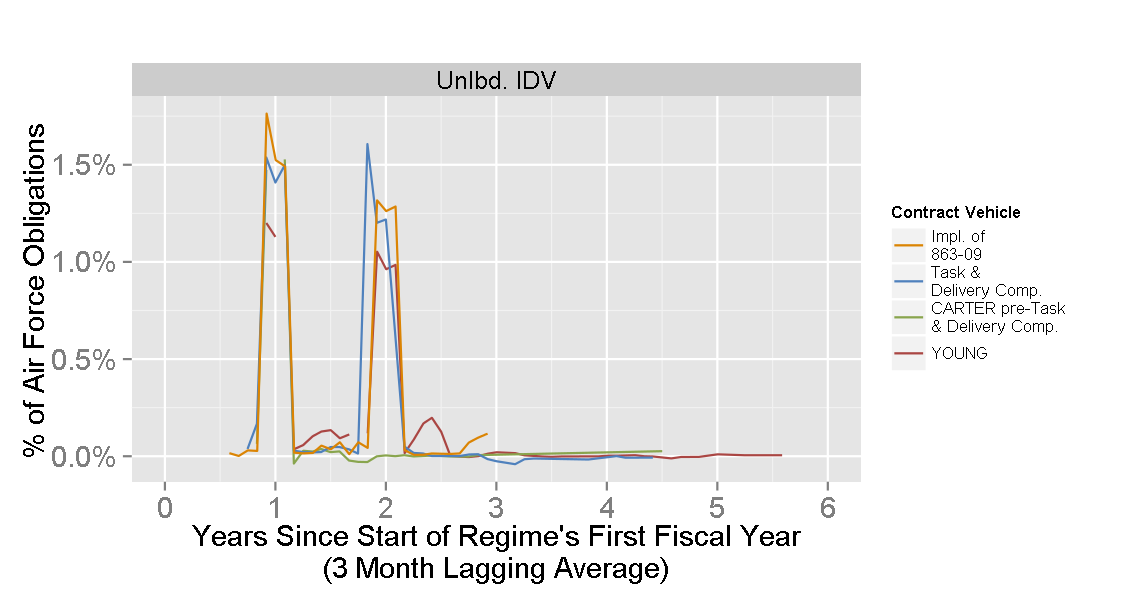 Unlbd. IDV
% of Air Force Obligations
1.5%
1.0%
0.5%
0.0%
0 1 2 3 4 5 6
Years Since Start of Regime's First Fiscal Year
(3 Month Lagging Average)
Contract Vehicle
Impl. of
863-09
Task &
Delivery Comp.
CARTER pre-Task
& Delivery Comp.
YOUNG